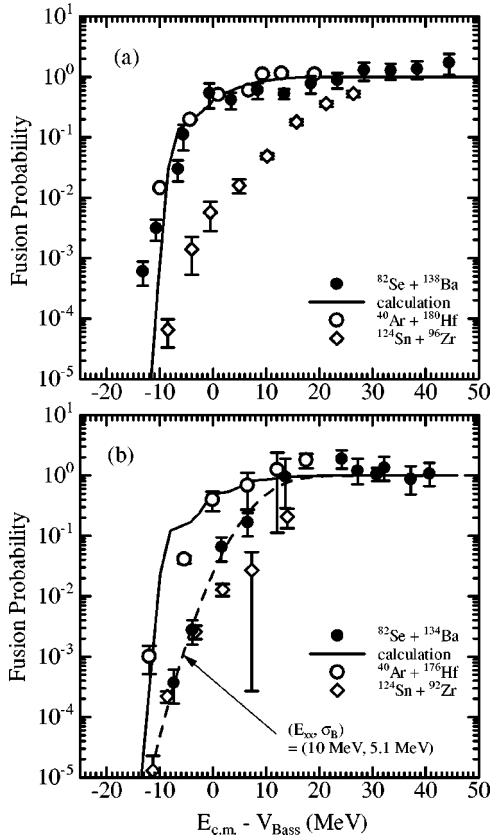 10¹
(a)
10⁰
10⁻¹
10⁻²
10⁻³
10⁻⁴
10⁻⁵
Fusion Probability
⁸²Se + ¹³⁸Ba
calculation
⁴⁰Ar + ¹⁸⁰Hf
¹²⁴Sn + ⁹⁶Zr
-20 -10 0 10 20 30 40 50
10¹
(b)
10⁰
10⁻¹
10⁻²
10⁻³
10⁻⁴
10⁻⁵
Fusion Probability
⁸²Se + ¹³⁴Ba
calculation
⁴⁰Ar + ¹⁷⁶Hf
¹²⁴Sn + ⁹²Zr
(E_xx, σ_B)
= (10 MeV, 5.1 MeV)
-20 -10 0 10 20 30 40 50
E_c.m. - V_Bass (MeV)